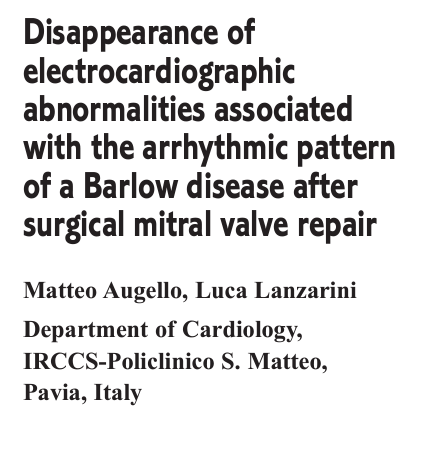 Disappearance of
electrocardiographic
abnormalities associated
with the arrhythmic pattern
of a Barlow disease after
surgical mitral valve repair
Matteo Augello, Luca Lanzarini
Department of Cardiology,
IRCCS-Policlinico S. Matteo,
Pavia, Italy